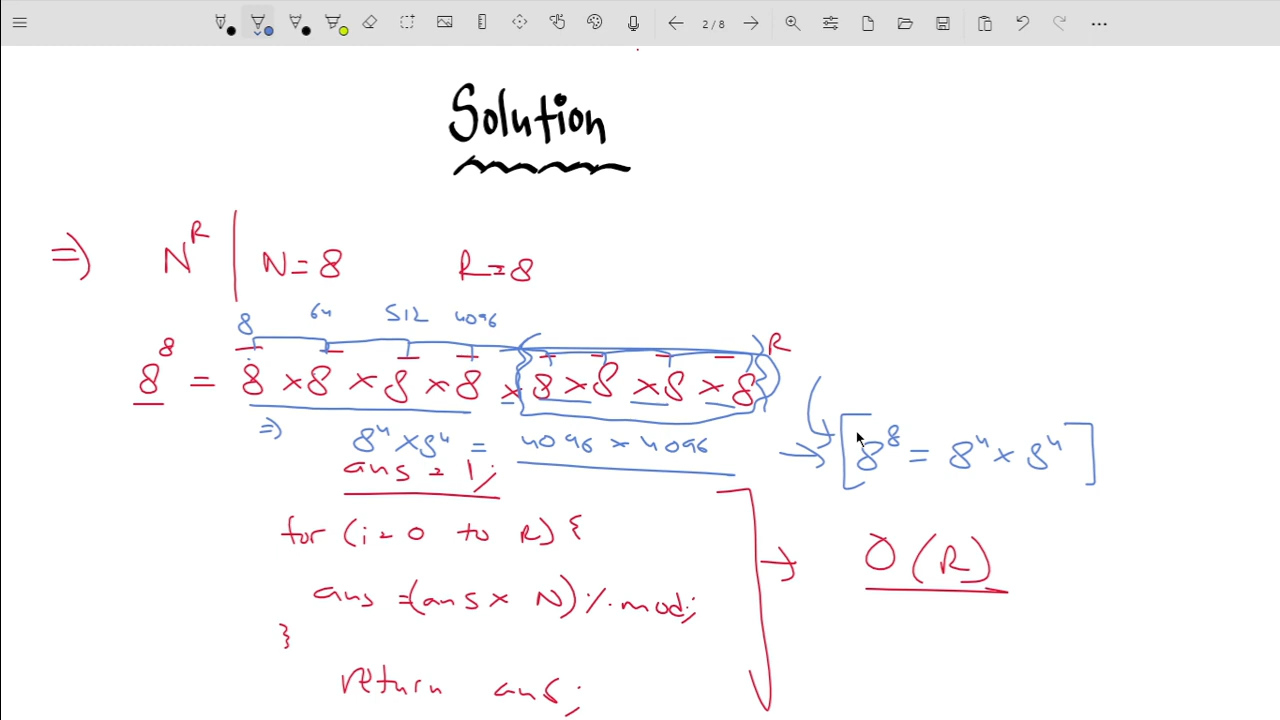 2 / 8
Solution
=> N^R | N = 8 R = 8
8 64 512 4096
8^8 = 8 × 8 × 8 × 8 × 8 × 8 × 8 × 8 R
=> 8^4 × 8^4 = 4096 × 4096 → [8^8 = 8^4 × 8^4]
ans = 1;
for (i = 0 to R) {
ans = (ans × N) % mod; → O(R)
}
return ans;